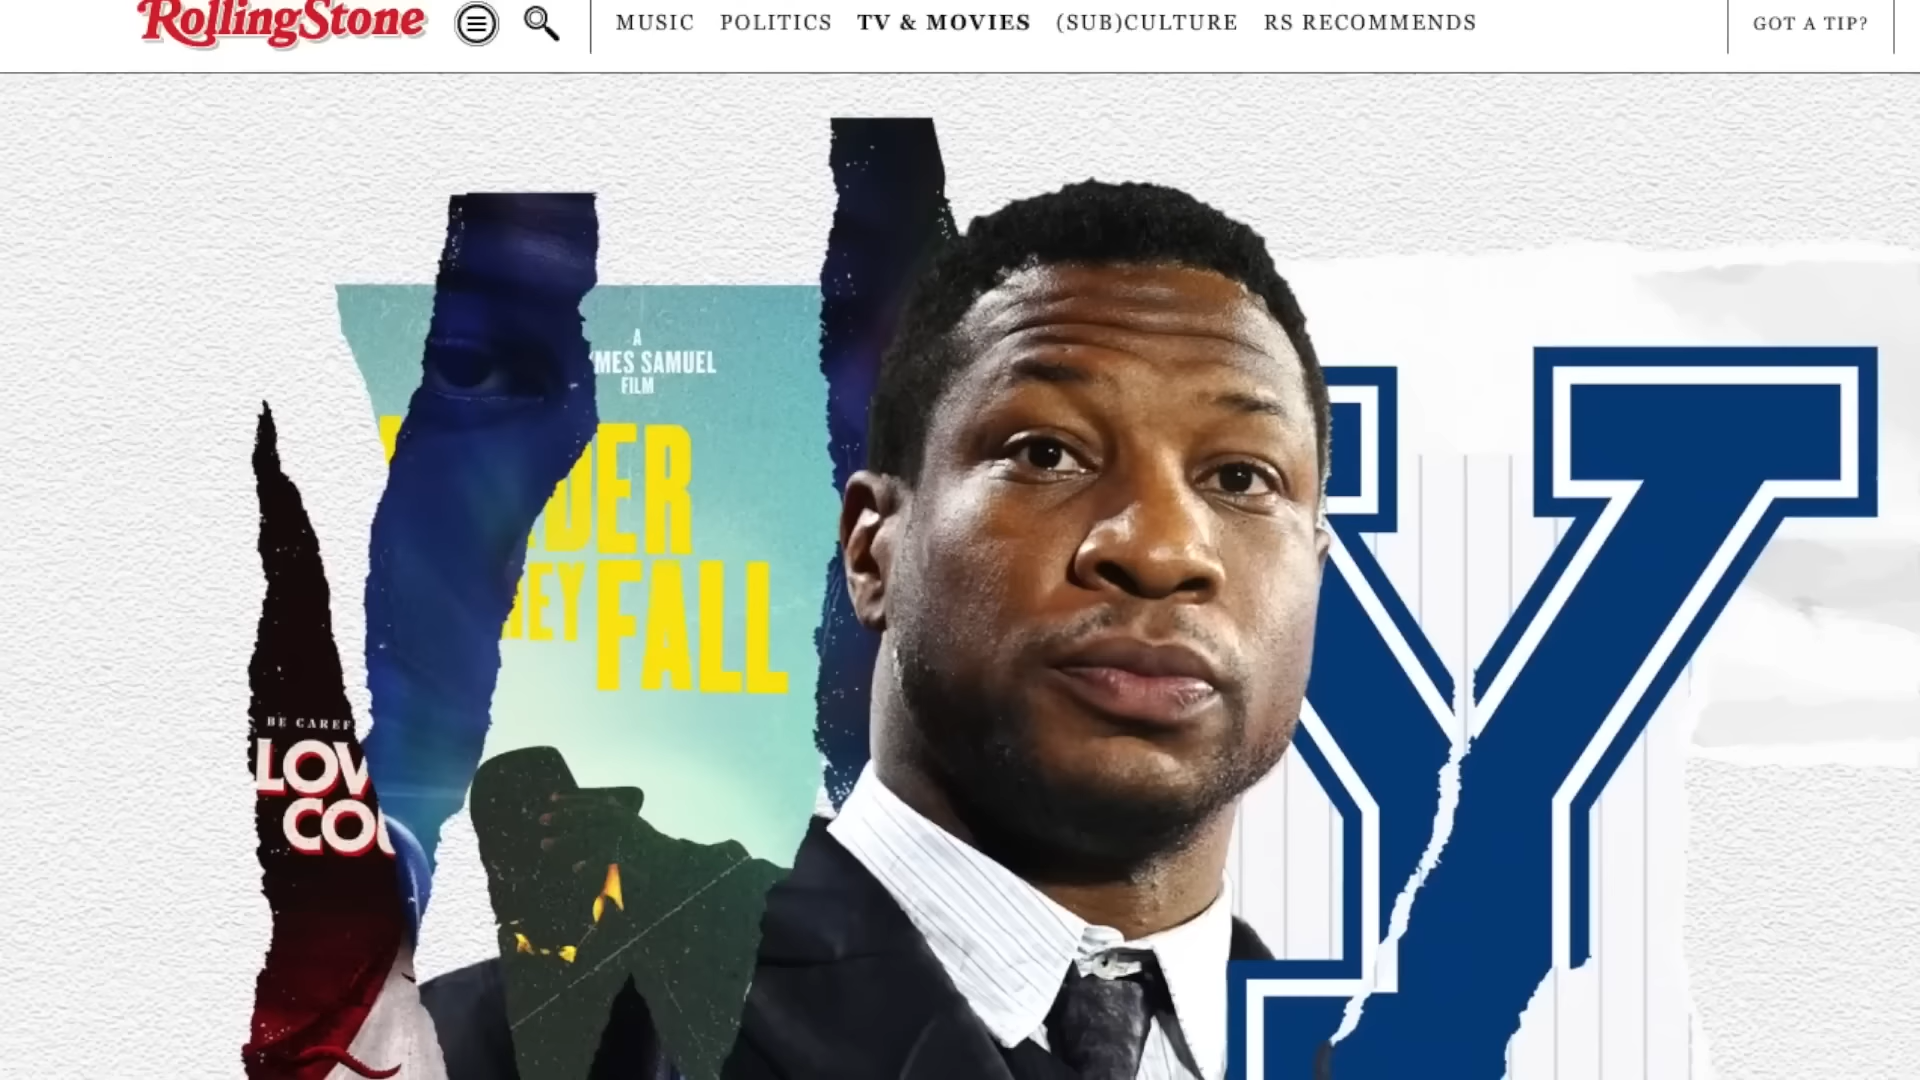 RollingStone
MUSIC POLITICS TV & MOVIES (SUB)CULTURE RS RECOMMENDS
GOT A TIP?
A
MES SAMUEL
FILM
DER
HEY FALL
BE CAREF
LOV
CO
Y